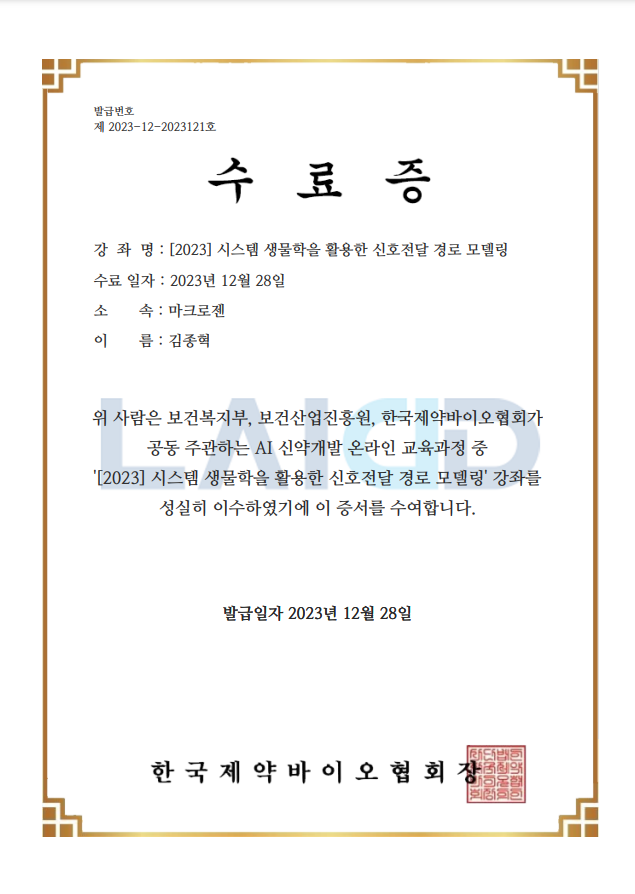 발급번호
제 2023-12-2023121호
수 료 증
강 좌 명 : [2023] 시스템 생물학을 활용한 신호전달 경로 모델링
수료 일자 : 2023년 12월 28일
소 속 : 마크로젠
이 름 : 김종혁
LAIDD
위 사람은 보건복지부, 보건산업진흥원, 한국제약바이오협회가
공동 주관하는 AI 신약개발 온라인 교육과정 중
'[2023] 시스템 생물학을 활용한 신호전달 경로 모델링' 강좌를
성실히 이수하였기에 이 증서를 수여합니다.
발급일자 2023년 12월 28일
한국제약바이오협회장